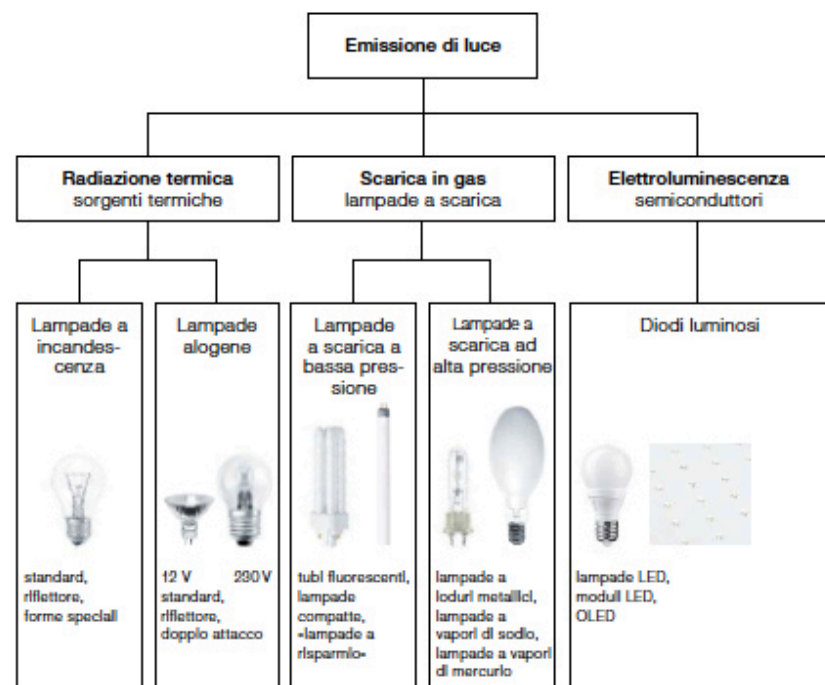 Emissione di luce
Radiazione termica
sorgenti termiche
Scarica in gas
lampade a scarica
Elettroluminescenza
semiconduttori
Lampade a
incandes-
cenza
Lampade
alogene
Lampade
a scarica a
bassa pres-
sione
Lampade a
scarica ad
alta pressione
Diodi luminosi
standard,
riflettore,
forme speciali
12 V 230 V
standard,
riflettore,
doppio attacco
tubi fluorescenti,
lampade
compatte,
«lampade a
risparmio»
lampade a
ioduri metallici,
lampade a
vapori di sodio,
lampade a vapori
di mercurio
lampade LED,
moduli LED,
OLED